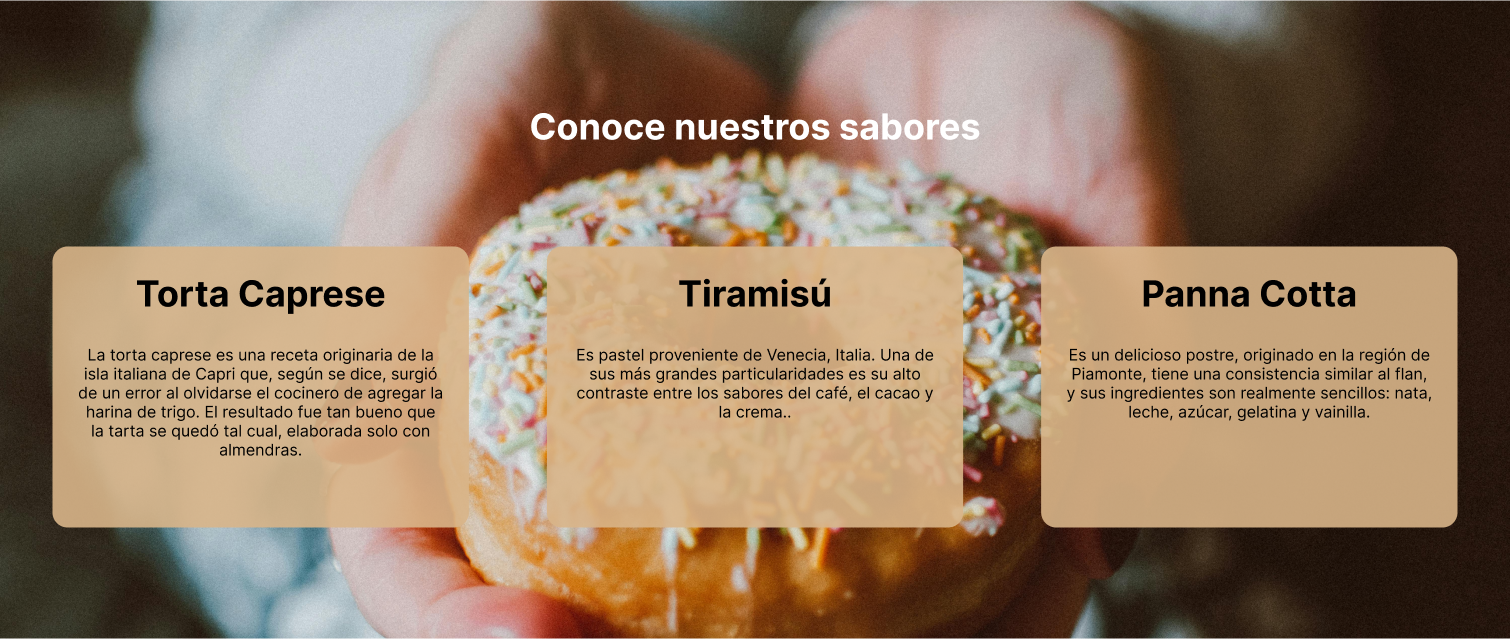 Conoce nuestros sabores
Torta Caprese
La torta caprese es una receta originaria de la
isla italiana de Capri que, según se dice, surgió
de un error al olvidarse el cocinero de agregar la
harina de trigo. El resultado fue tan bueno que
la tarta se quedó tal cual, elaborada solo con
almendras.
Tiramisú
Es pastel proveniente de Venecia, Italia. Una de
sus más grandes particularidades es su alto
contraste entre los sabores del café, el cacao y
la crema..
Panna Cotta
Es un delicioso postre, originado en la región de
Piamonte, tiene una consistencia similar al flan,
y sus ingredientes son realmente sencillos: nata,
leche, azúcar, gelatina y vainilla.